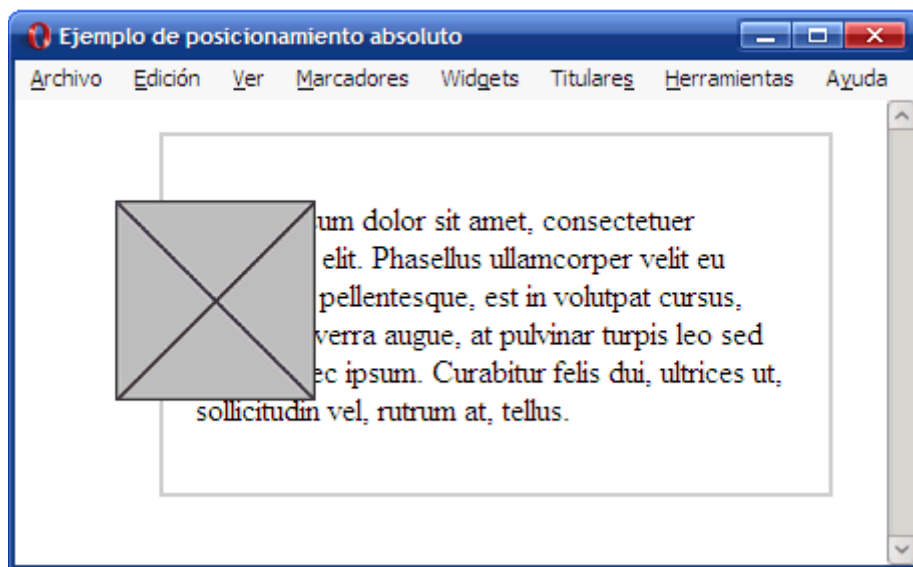 Ejemplo de posicionamiento absoluto
Archivo Edición Ver Marcadores Widgets Titulares Herramientas Ayuda
um dolor sit amet, consectetuer
elit. Phasellus ullamcorper velit eu
pellentesque, est in volutpat cursus,
verra augue, at pulvinar turpis leo sed
ec ipsum. Curabitur felis dui, ultrices ut,
sollicitudin vel, rutrum at, tellus.